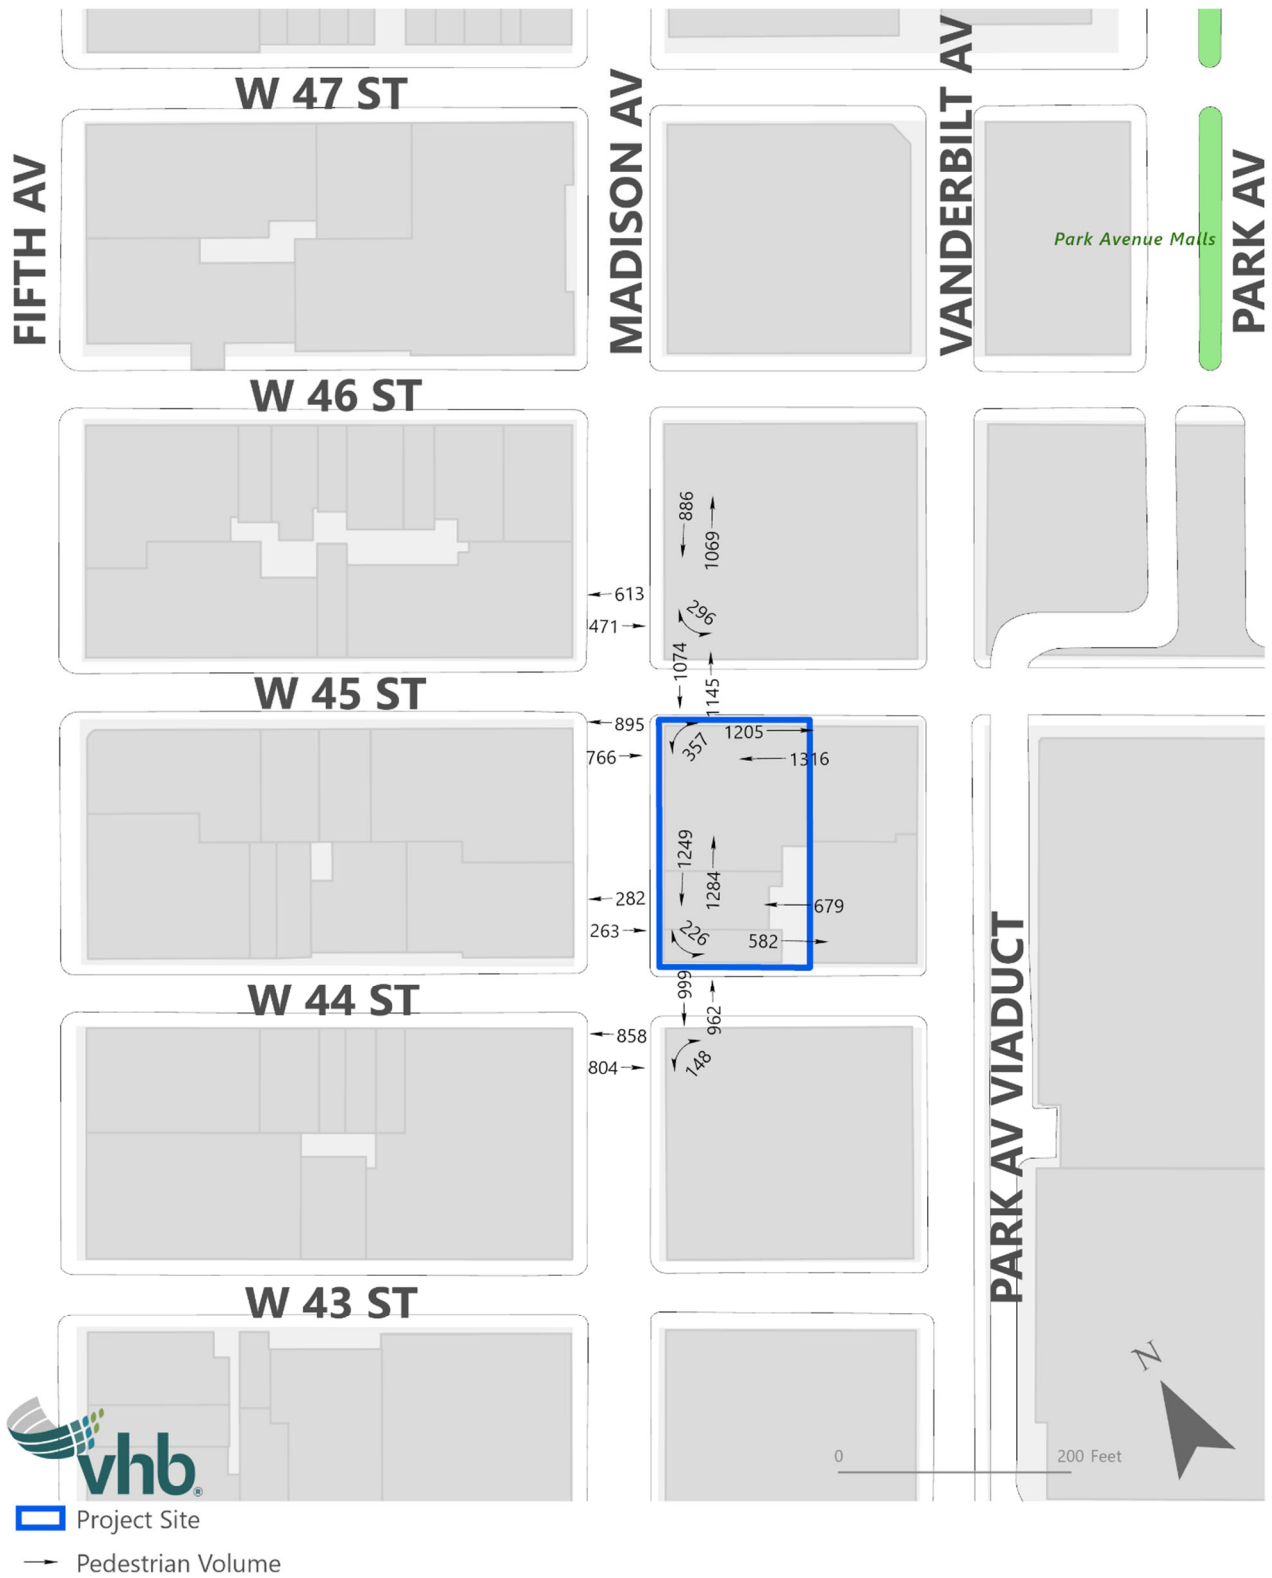 W 47 ST
FIFTH AV
MADISON AV
VANDERBILT AV
Park Avenue Malls
PARK AV
W 46 ST
886
1069
613
296
471
1074
1145
W 45 ST
895
1205
357
766
1316
1249
1284
282
679
263
226
582
999
W 44 ST
962
858
148
804
PARK AV VIADUCT
W 43 ST
N
0
200 Feet
vhb®
Project Site
Pedestrian Volume